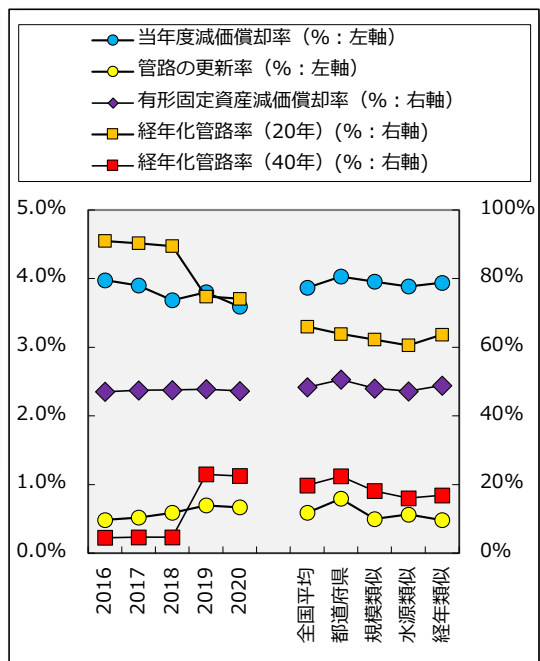 当年度減価償却率（%：左軸）
管路の更新率（%：左軸）
有形固定資産減価償却率（%：右軸）
経年化管路率（20年）(%：右軸)
経年化管路率（40年）(%：右軸)
5.0%
4.0%
3.0%
2.0%
1.0%
0.0%
100%
80%
60%
40%
20%
0%
2016
2017
2018
2019
2020
全国平均
都道府県
規模類似
水源類似
経年類似